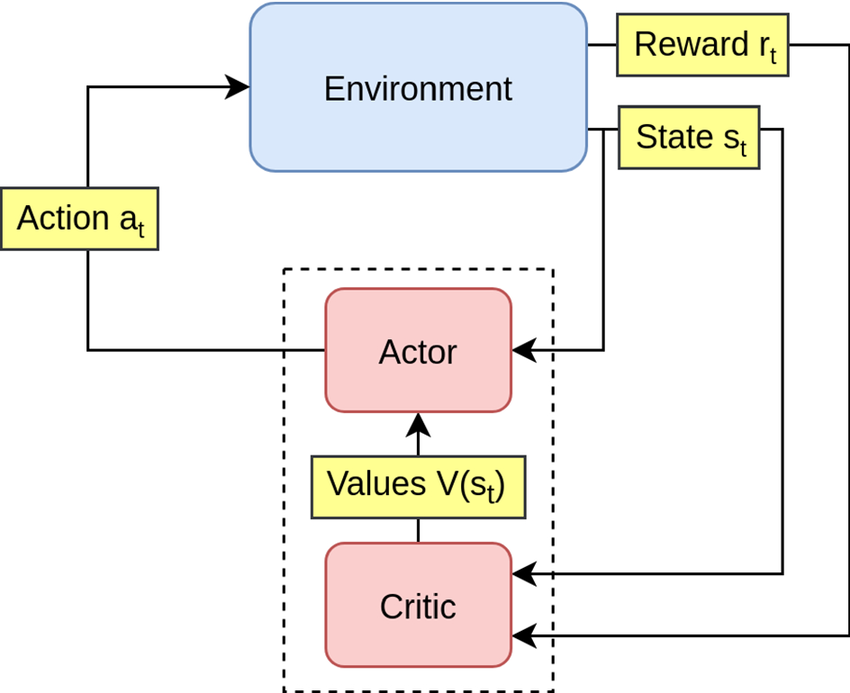 Environment
Reward rt
State st
Action at
Actor
Values V(st)
Critic